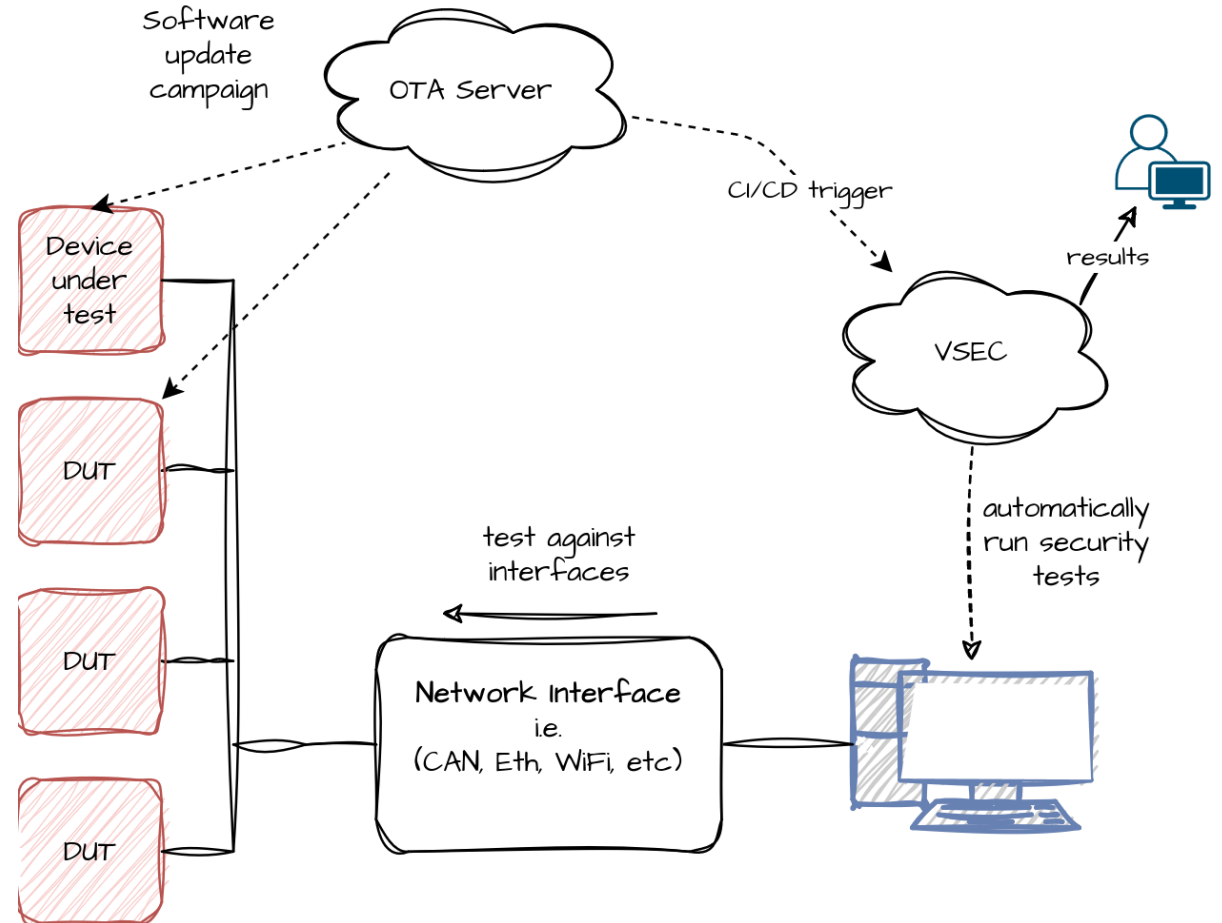 Software
update
campaign
OTA Server
CI/CD trigger
results
Device
under
test
VSEC
DUT
automatically
run security
tests
test against
interfaces
DUT
Network Interface
i.e.
(CAN, Eth, WiFi, etc)
DUT